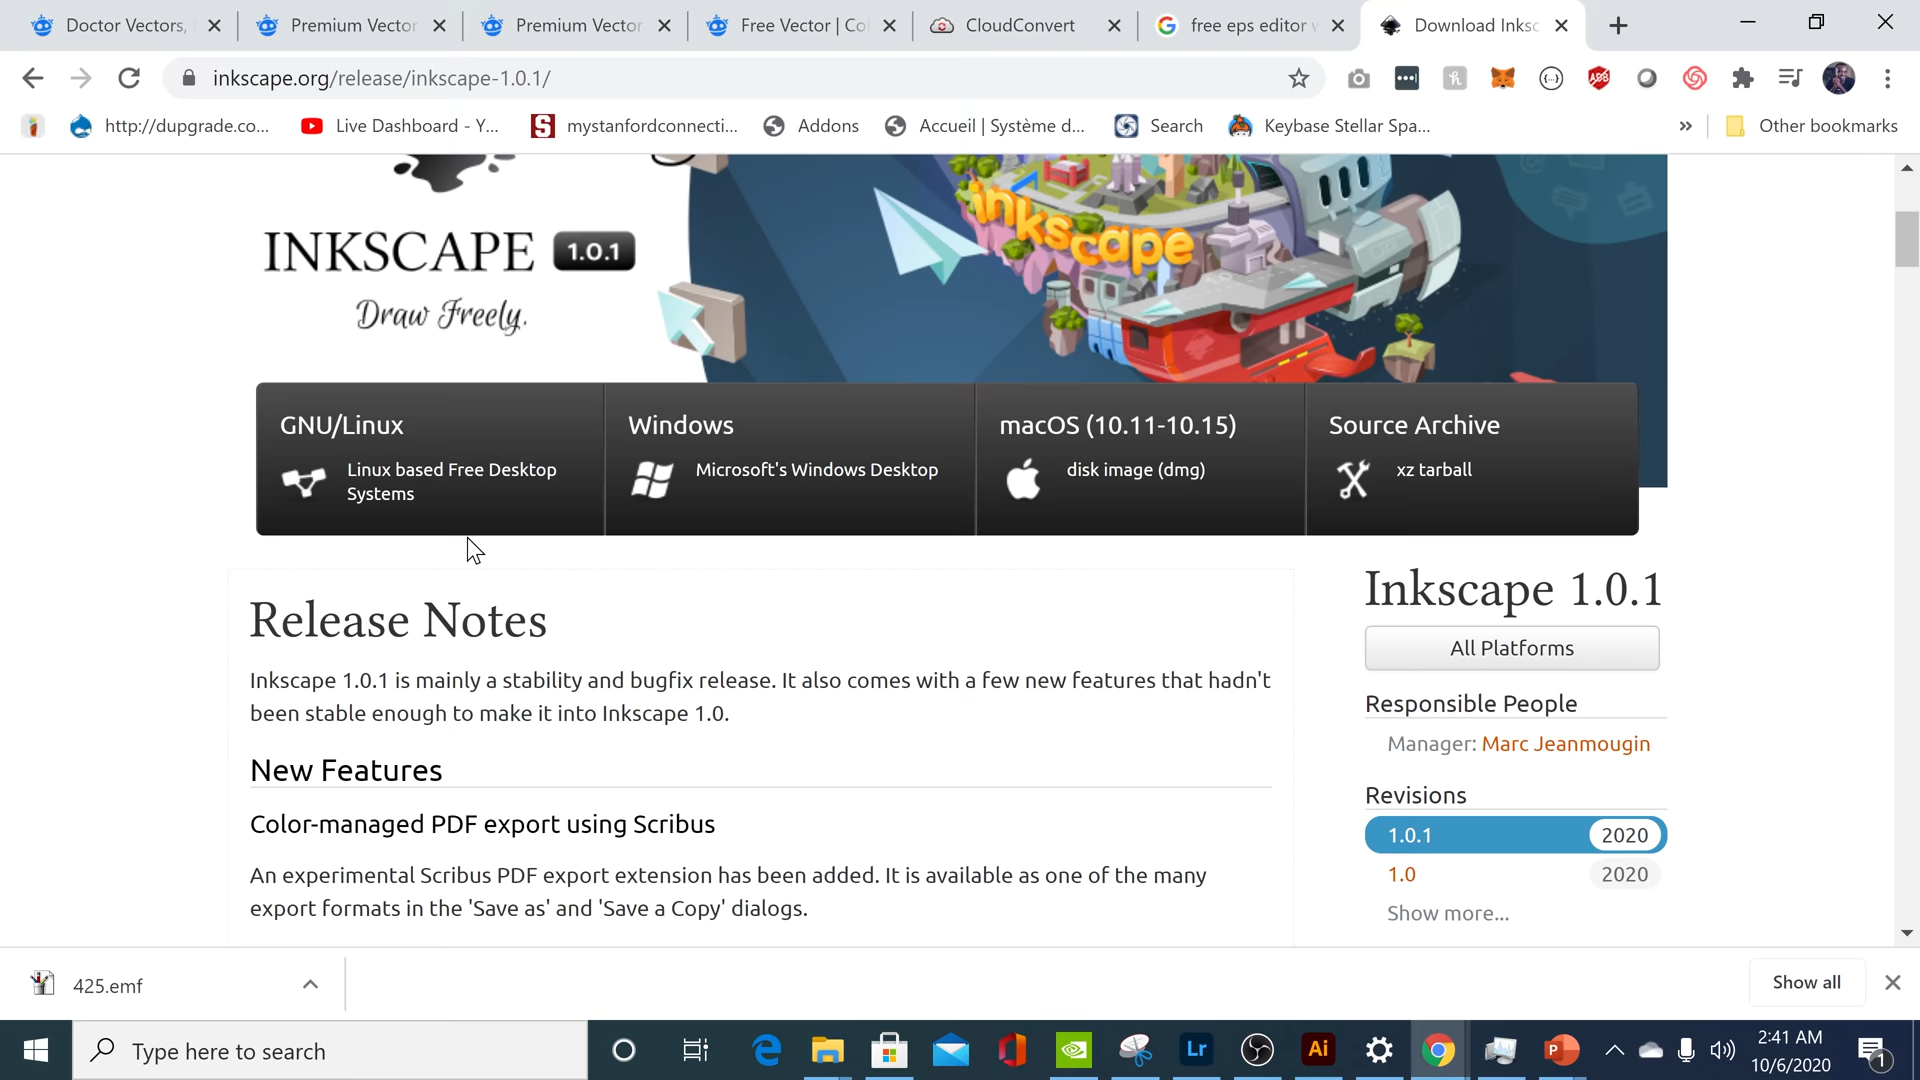 Doctor Vectors,
Premium Vector
Premium Vector
Free Vector | Co
CloudConvert
free eps editor w
Download Inksc
inkscape.org/release/inkscape-1.0.1/
http://dupgrade.co...
Live Dashboard - Y...
mystanfordconnecti...
Addons
Accueil | Système d...
Search
Keybase Stellar Spa...
»
Other bookmarks
INKSCAPE 1.0.1
Draw Freely.
inkscape
GNU/Linux
Linux based Free Desktop
Systems
Windows
Microsoft's Windows Desktop
macOS (10.11-10.15)
disk image (dmg)
Source Archive
xz tarball
Release Notes
Inkscape 1.0.1 is mainly a stability and bugfix release. It also comes with a few new features that hadn't
been stable enough to make it into Inkscape 1.0.
New Features
Color-managed PDF export using Scribus
An experimental Scribus PDF export extension has been added. It is available as one of the many
export formats in the 'Save as' and 'Save a Copy' dialogs.
Inkscape 1.0.1
All Platforms
Responsible People
Manager: Marc Jeanmougin
Revisions
1.0.1 2020
1.0 2020
Show more...
425.emf
Show all
Type here to search
Lr
Ai
P
2:41 AM
10/6/2020
1